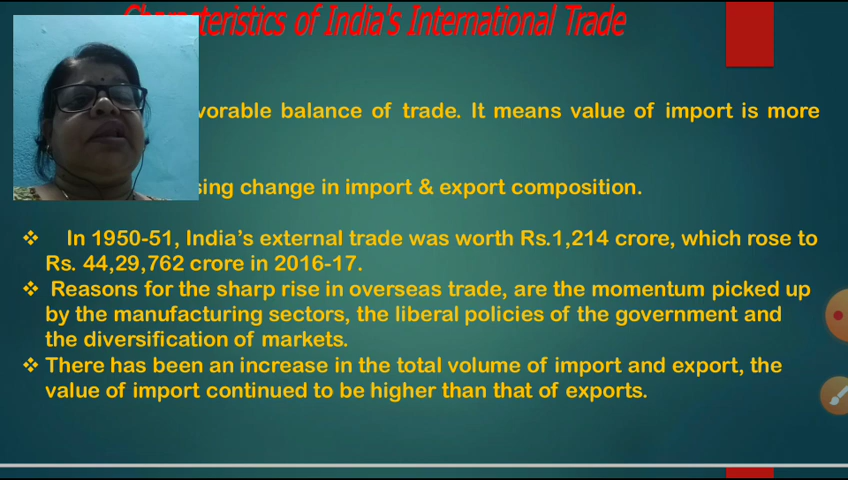 Characteristics of India's International Trade
vorable balance of trade. It means value of import is more
sing change in import & export composition.
❖ In 1950-51, India’s external trade was worth Rs.1,214 crore, which rose to
Rs. 44,29,762 crore in 2016-17.
❖ Reasons for the sharp rise in overseas trade, are the momentum picked up
by the manufacturing sectors, the liberal policies of the government and
the diversification of markets.
❖ There has been an increase in the total volume of import and export, the
value of import continued to be higher than that of exports.